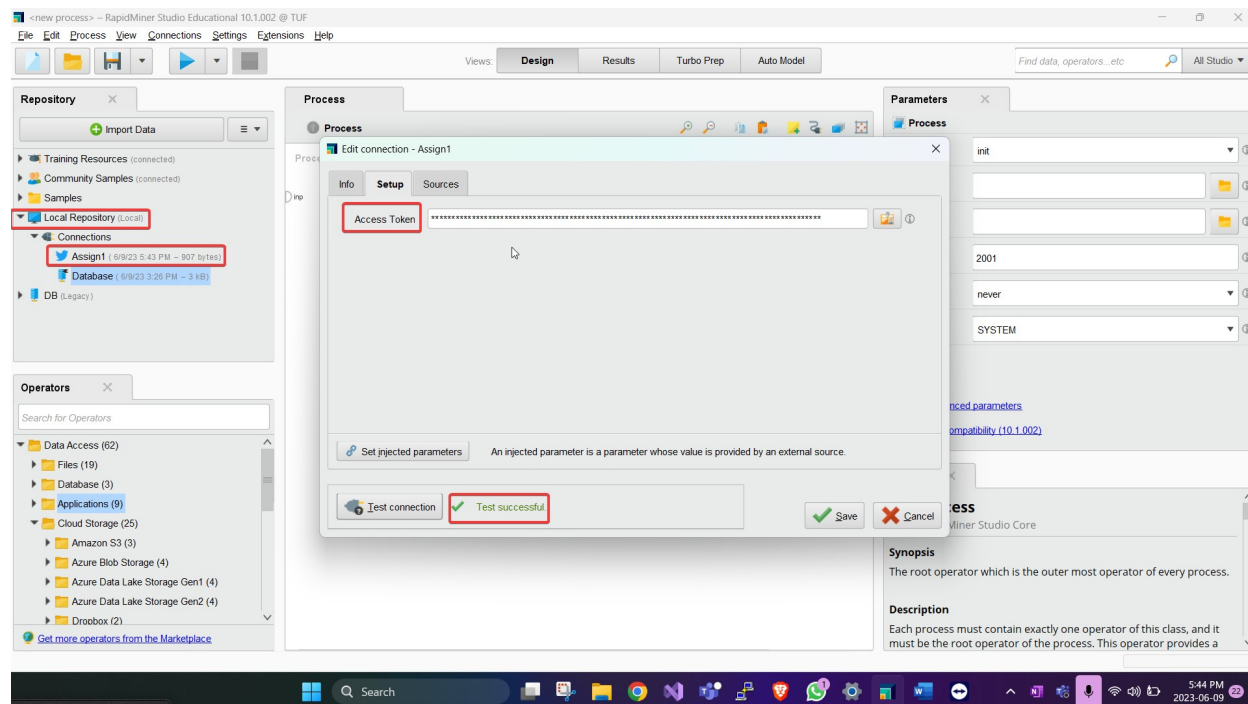 <new process> – RapidMiner Studio Educational 10.1.002 @ TUF
File Edit Process View Connections Settings Extensions Help
Views: Design Results Turbo Prep Auto Model
Find data, operators...etc
All Studio
Repository
Import Data
Training Resources (connected)
Community Samples (connected)
Samples
Local Repository (Local)
Connections
Assign1 ( 6/9/23 5:43 PM – 907 bytes)
Database ( 6/9/23 3:26 PM – 3 kB)
DB (Legacy)
Operators
Search for Operators
Data Access (62)
Files (19)
Database (3)
Applications (9)
Cloud Storage (25)
Amazon S3 (3)
Azure Blob Storage (4)
Azure Data Lake Storage Gen1 (4)
Azure Data Lake Storage Gen2 (4)
Dropbox (2)
Get more operators from the Marketplace
Process
Process
inp
Edit connection - Assign1
Info Setup Sources
Access Token
Set injected parameters
An injected parameter is a parameter whose value is provided by an external source.
Test connection
Test successful.
Save
Cancel
Parameters
Process
init
2001
never
SYSTEM
parameters
(10.1.002)
Studio Core
Synopsis
The root operator which is the outer most operator of every process.
Description
Each process must contain exactly one operator of this class, and it
must be the root operator of the process. This operator provides a
Search
5:44 PM
2023-06-09
22